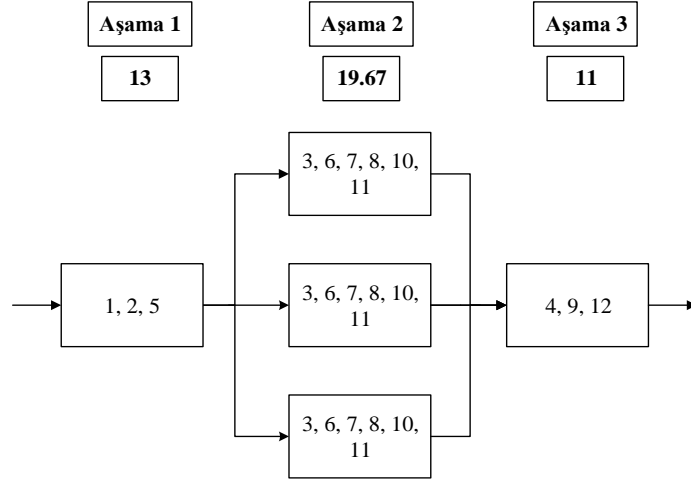 Aşama 1
Aşama 2
Aşama 3
13
19.67
11
3, 6, 7, 8, 10,
11
1, 2, 5
3, 6, 7, 8, 10,
11
4, 9, 12
3, 6, 7, 8, 10,
11